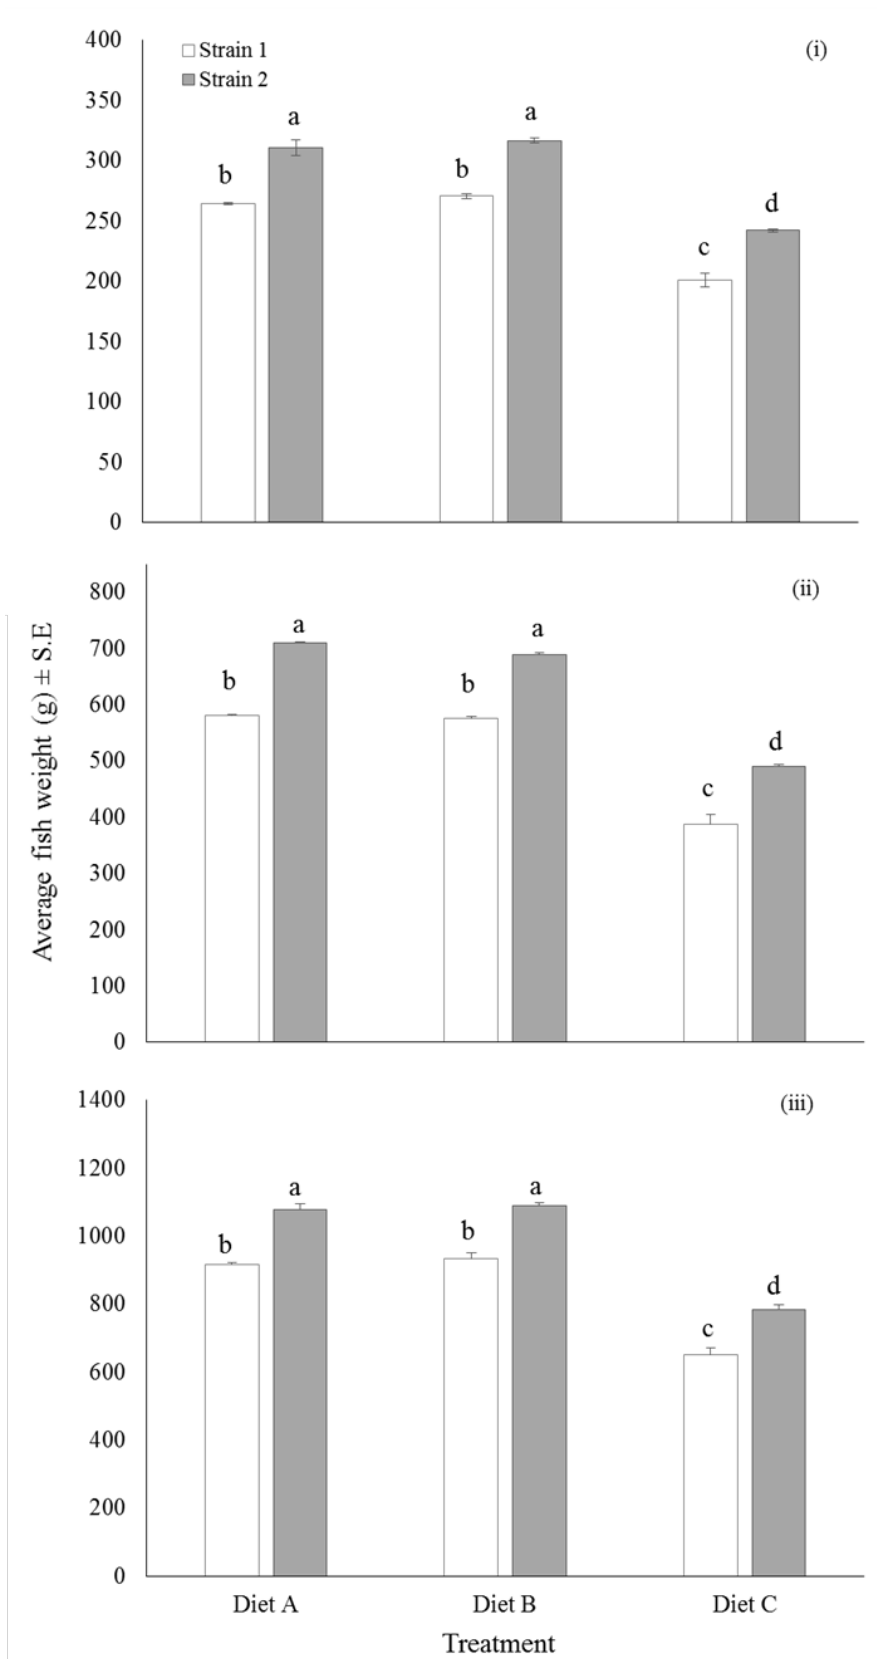 400
350
300
250
200
150
100
50
0
Strain 1
Strain 2
(i)
b
a
b
a
c
d
Average fish weight (g) ± S.E
800
700
600
500
400
300
200
100
0
(ii)
b
a
b
a
c
d
1400
1200
1000
800
600
400
200
0
(iii)
b
a
b
a
c
d
Diet A Diet B Diet C
Treatment